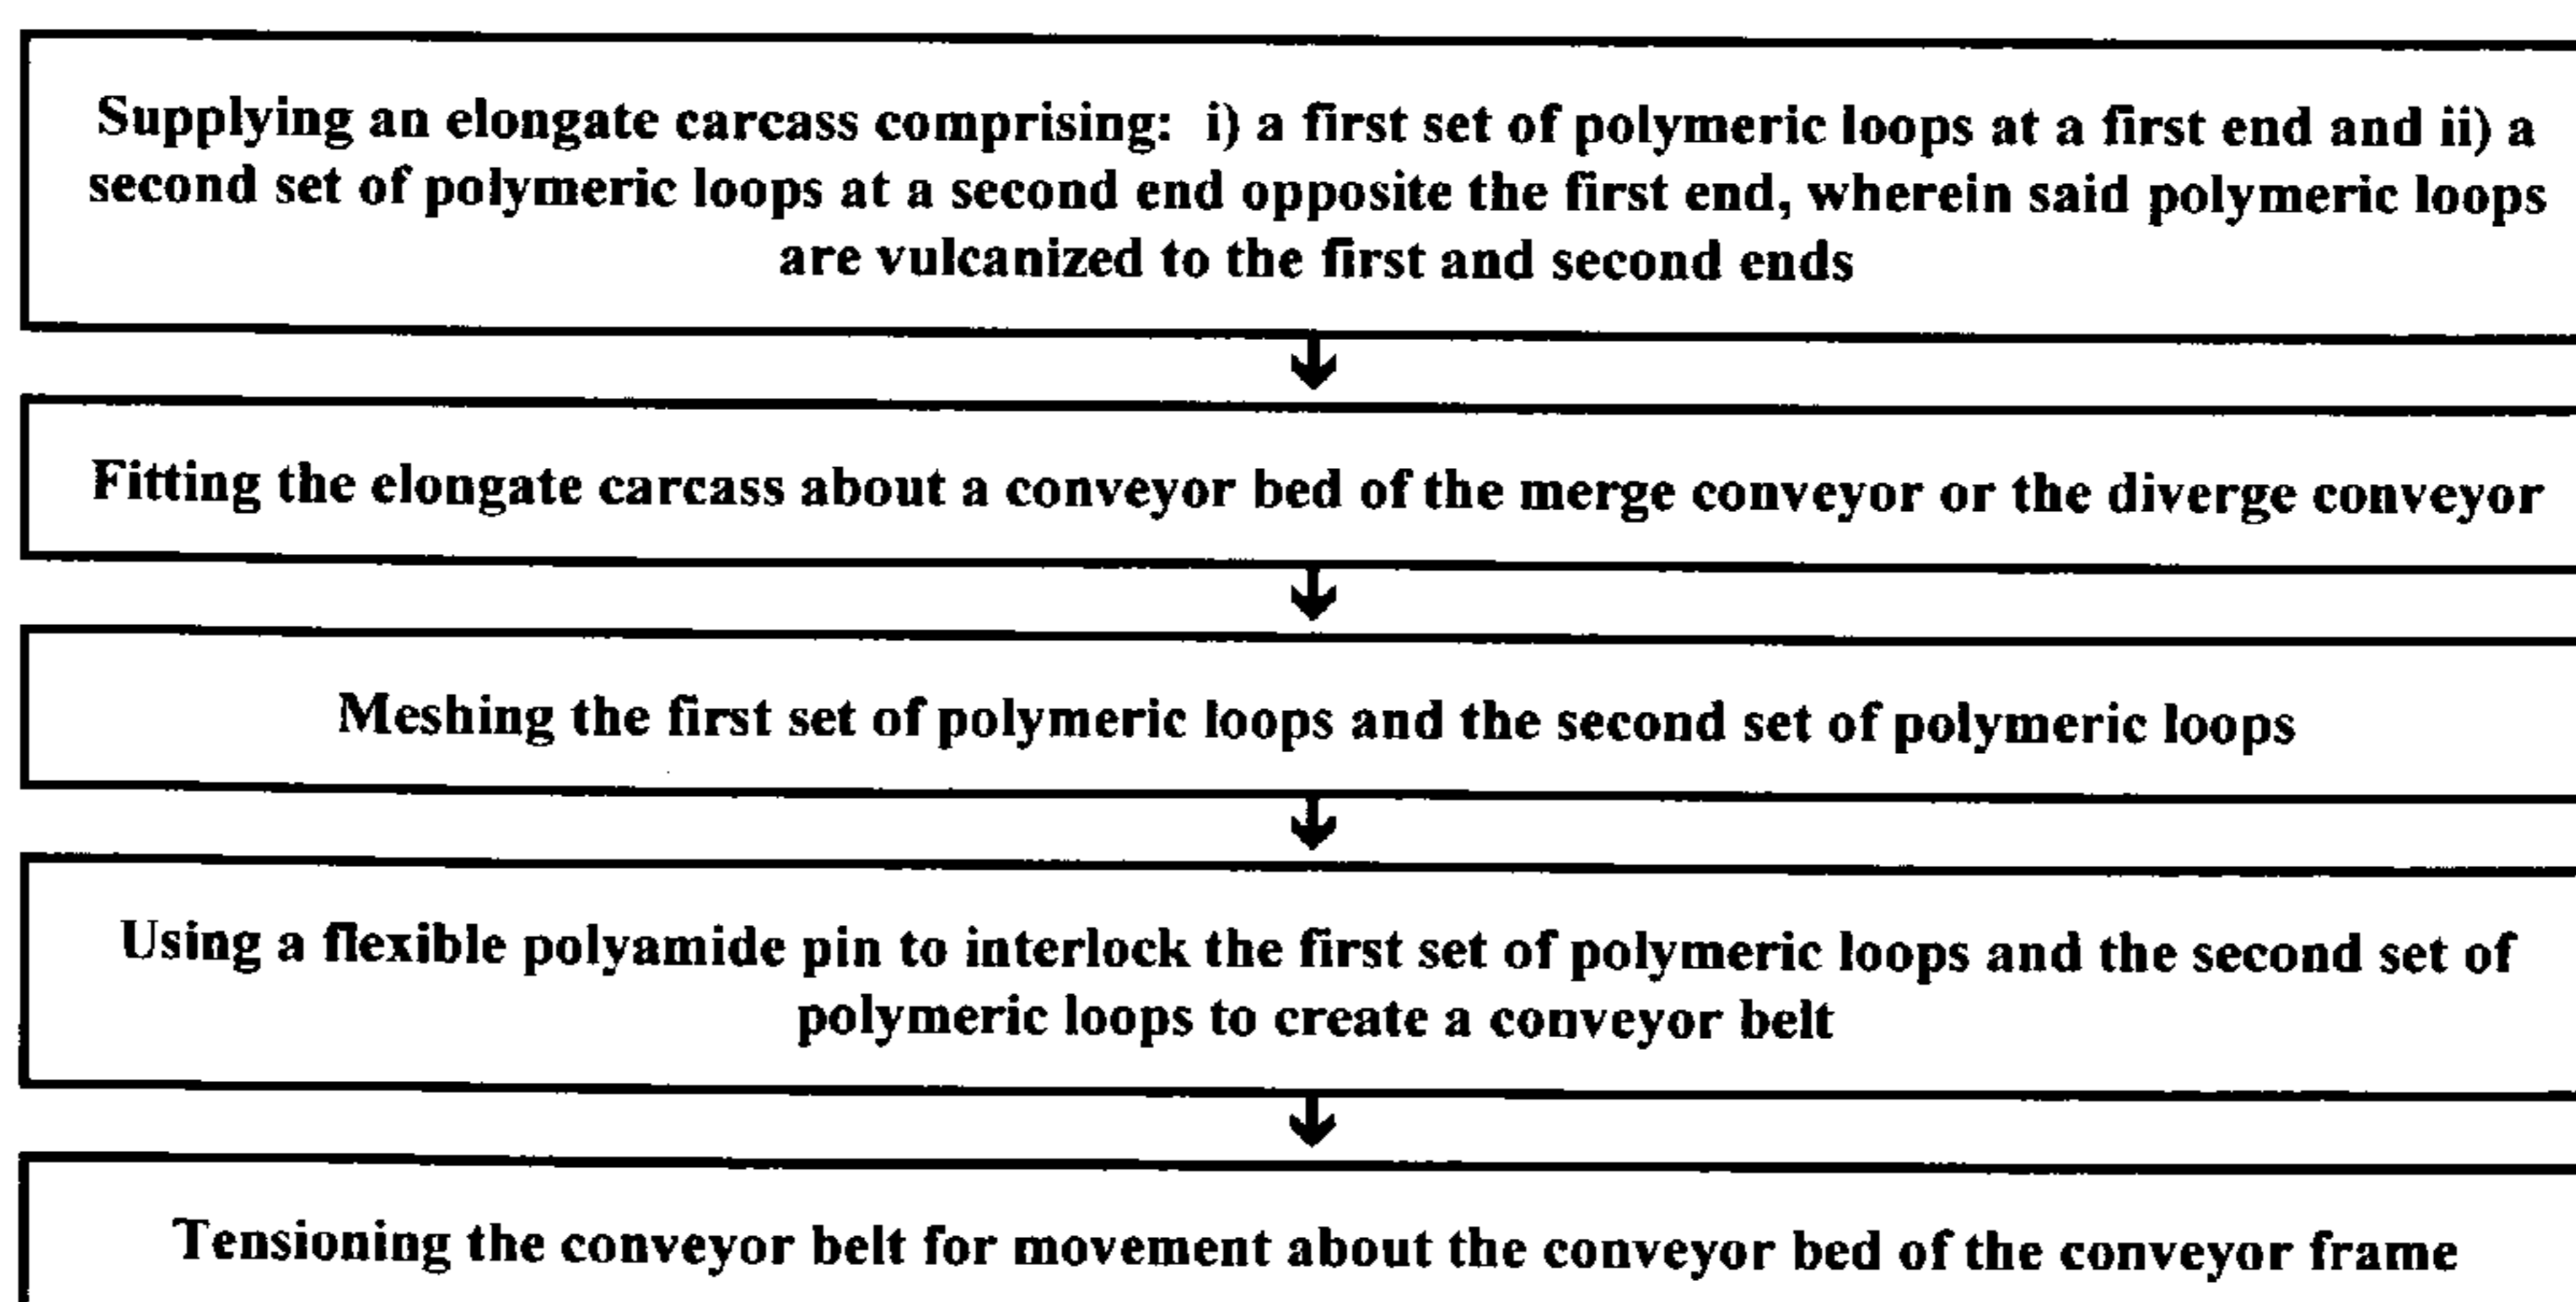 Supplying an elongate carcass comprising: i) a first set of polymeric loops at a first end and ii) a
second set of polymeric loops at a second end opposite the first end, wherein said polymeric loops
are vulcanized to the first and second ends
Fitting the elongate carcass about a conveyor bed of the merge conveyor or the diverge conveyor
Meshing the first set of polymeric loops and the second set of polymeric loops
Using a flexible polyamide pin to interlock the first set of polymeric loops and the second set of
polymeric loops to create a conveyor belt
Tensioning the conveyor belt for movement about the conveyor bed of the conveyor frame